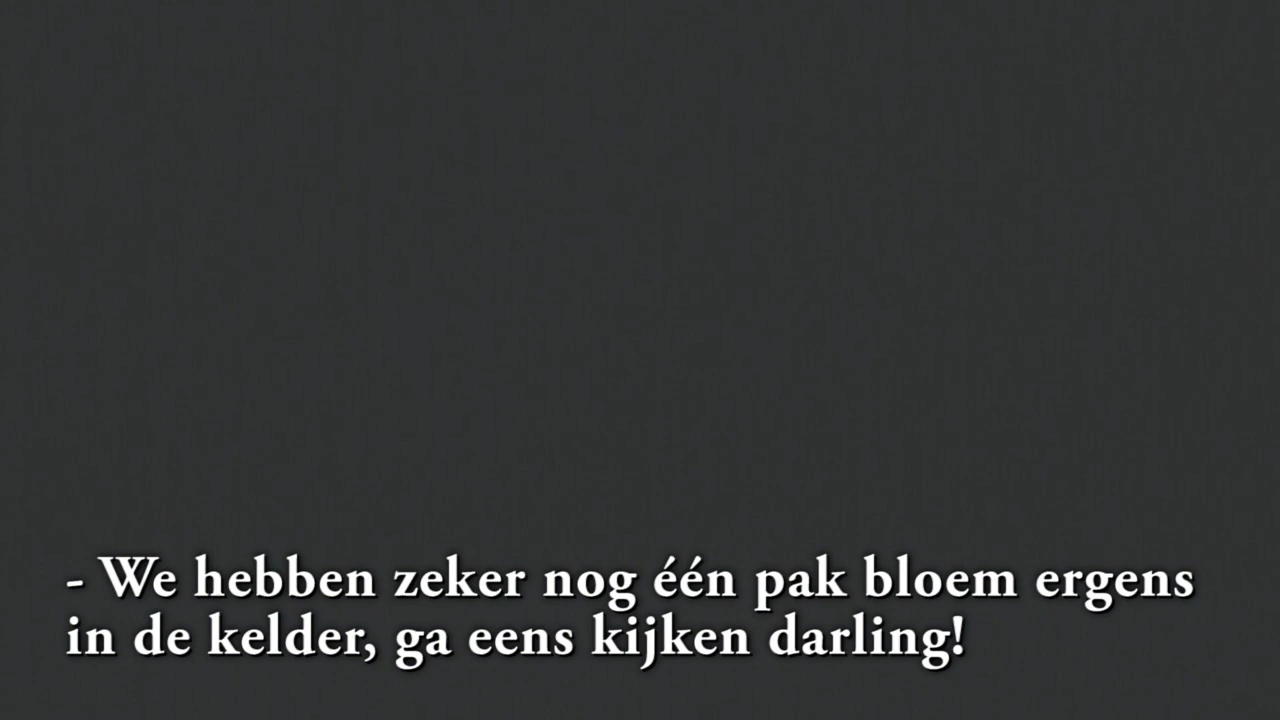 - We hebben zeker nog één pak bloem ergens
in de kelder, ga eens kijken darling!